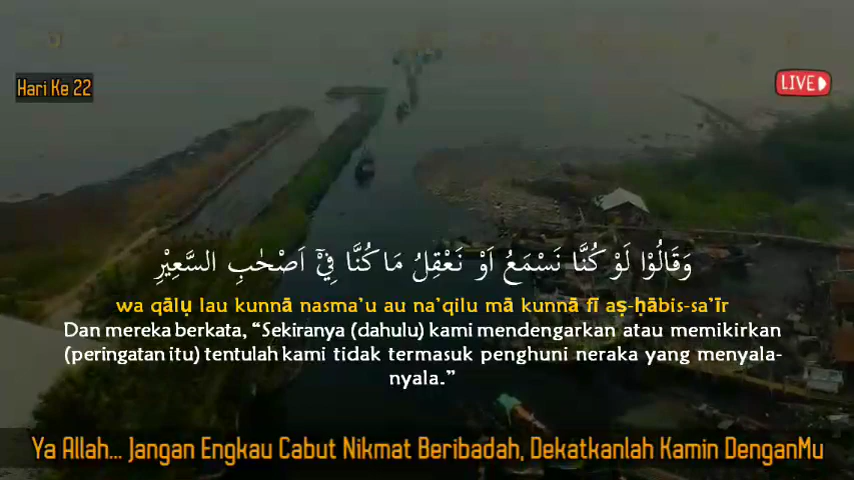 Hari Ke 22
LIVE
وَقَالُوْا لَوْ كُنَّا نَسْمَعُ اَوْ نَعْقِلُ مَا كُنَّا فِيْٓ اَصْحٰبِ السَّعِيْرِ
wa qālụ lau kunnā nasma’u au na’qilu mā kunnā fī aṣ-ḥābis-sa’īr
Dan mereka berkata, “Sekiranya (dahulu) kami mendengarkan atau memikirkan
(peringatan itu) tentulah kami tidak termasuk penghuni neraka yang menyala-
nyala.”
Ya Allah... Jangan Engkau Cabut Nikmat Beribadah, Dekatkanlah Kamin DenganMu